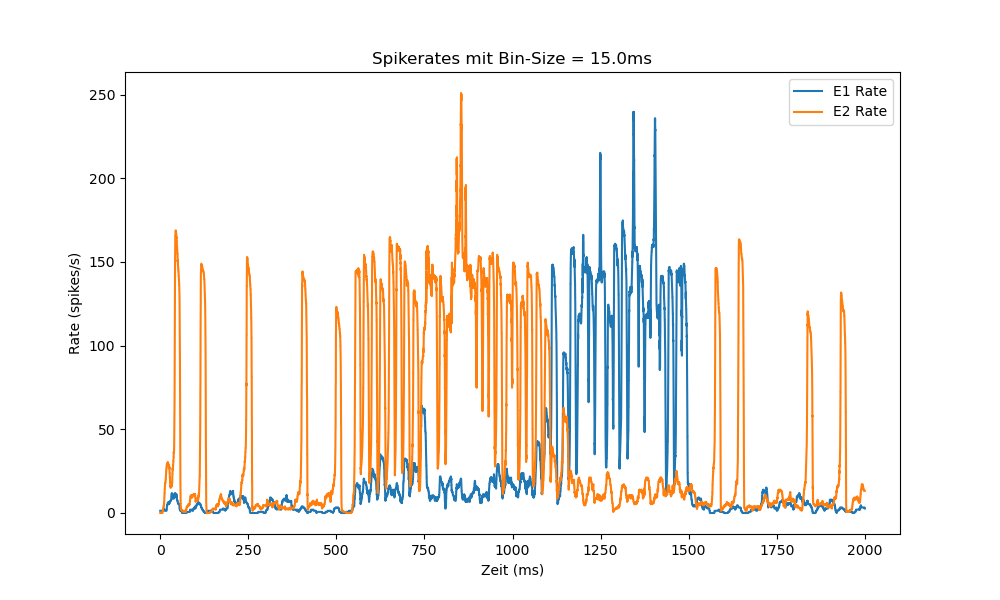 Spikerates mit Bin-Size = 15.0ms
E1 Rate
E2 Rate
Rate (spikes/s)
250
200
150
100
50
0
0 250 500 750 1000 1250 1500 1750 2000
Zeit (ms)